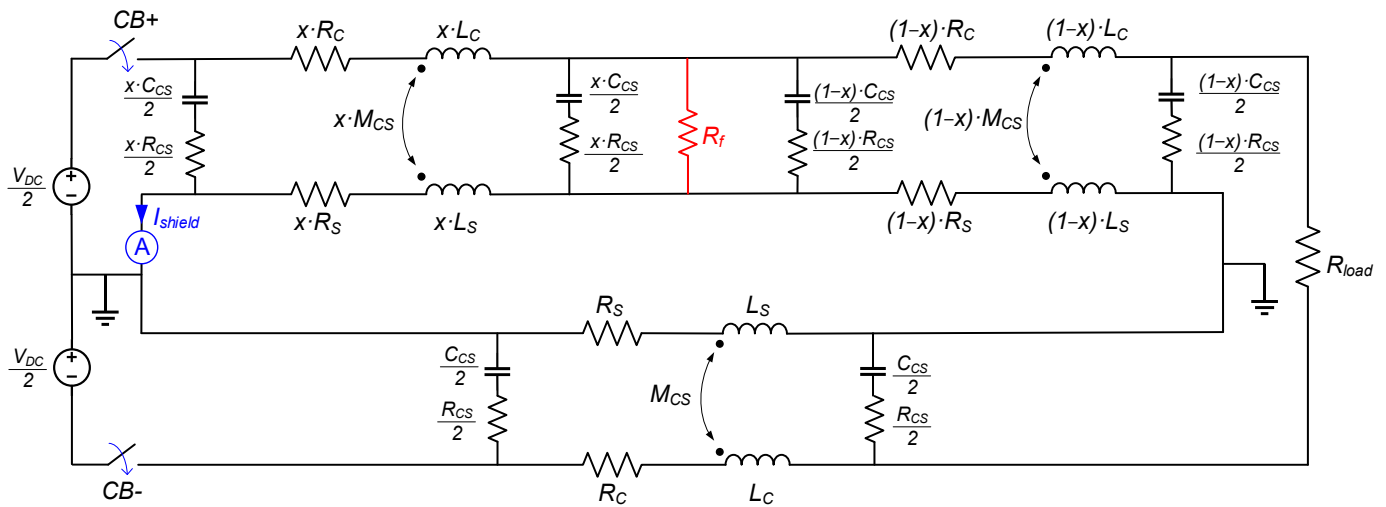 CB+
x·R_C
x·L_C
(1−x)·R_C
(1−x)·L_C
x·C_CS
2
x·R_CS
2
x·M_CS
x·C_CS
2
x·R_CS
2
R_f
(1−x)·C_CS
2
(1−x)·R_CS
2
(1−x)·M_CS
(1−x)·C_CS
2
(1−x)·R_CS
2
V_DC
2
+
−
I_shield
A
x·R_S
x·L_S
(1−x)·R_S
(1−x)·L_S
R_load
R_S
L_S
V_DC
2
+
−
C_CS
2
R_CS
2
M_CS
C_CS
2
R_CS
2
CB-
R_C
L_C